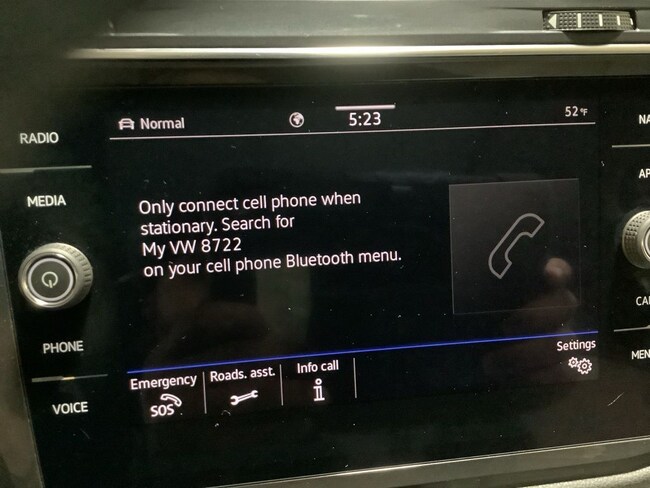 RADIO
MEDIA
PHONE
VOICE
Normal
5:23
52°F
Only connect cell phone when
stationary. Search for
My VW 8722
on your cell phone Bluetooth menu.
Settings
Emergency
SOS
Roads. asst.
Info call
i